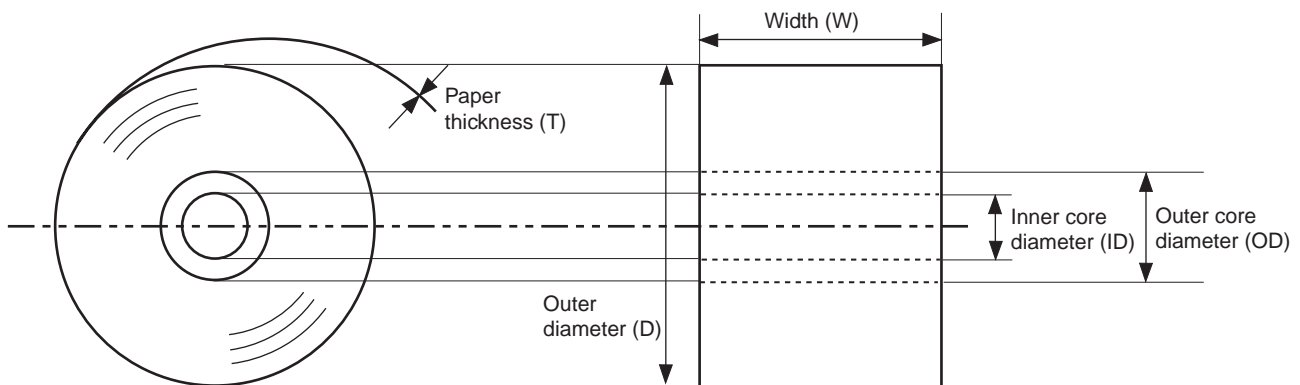 Width (W)
Paper
thickness (T)
Inner core
diameter (ID)
Outer core
diameter (OD)
Outer
diameter (D)